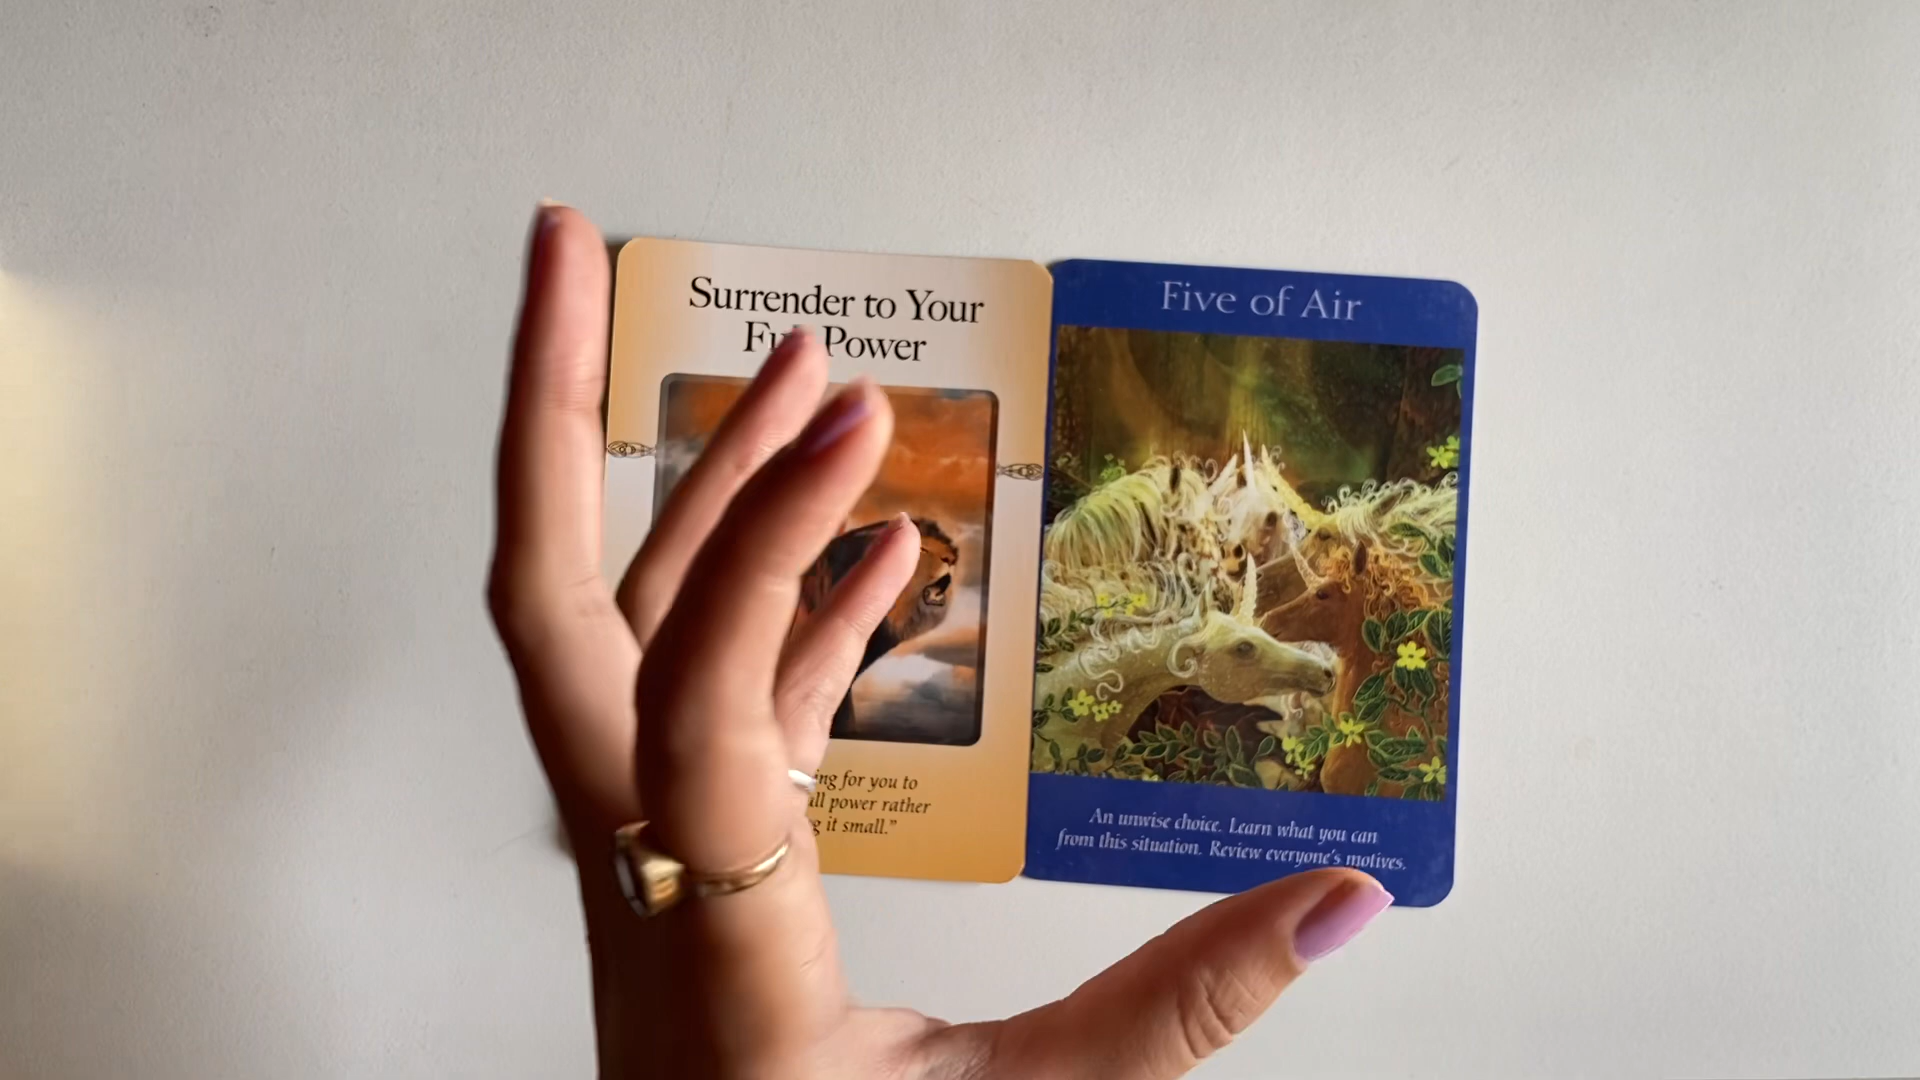 Surrender to Your
Power
ing for you to
power rather
it small."
Five of Air
An unwise choice. Learn what you can
from this situation. Review everyone's motives.